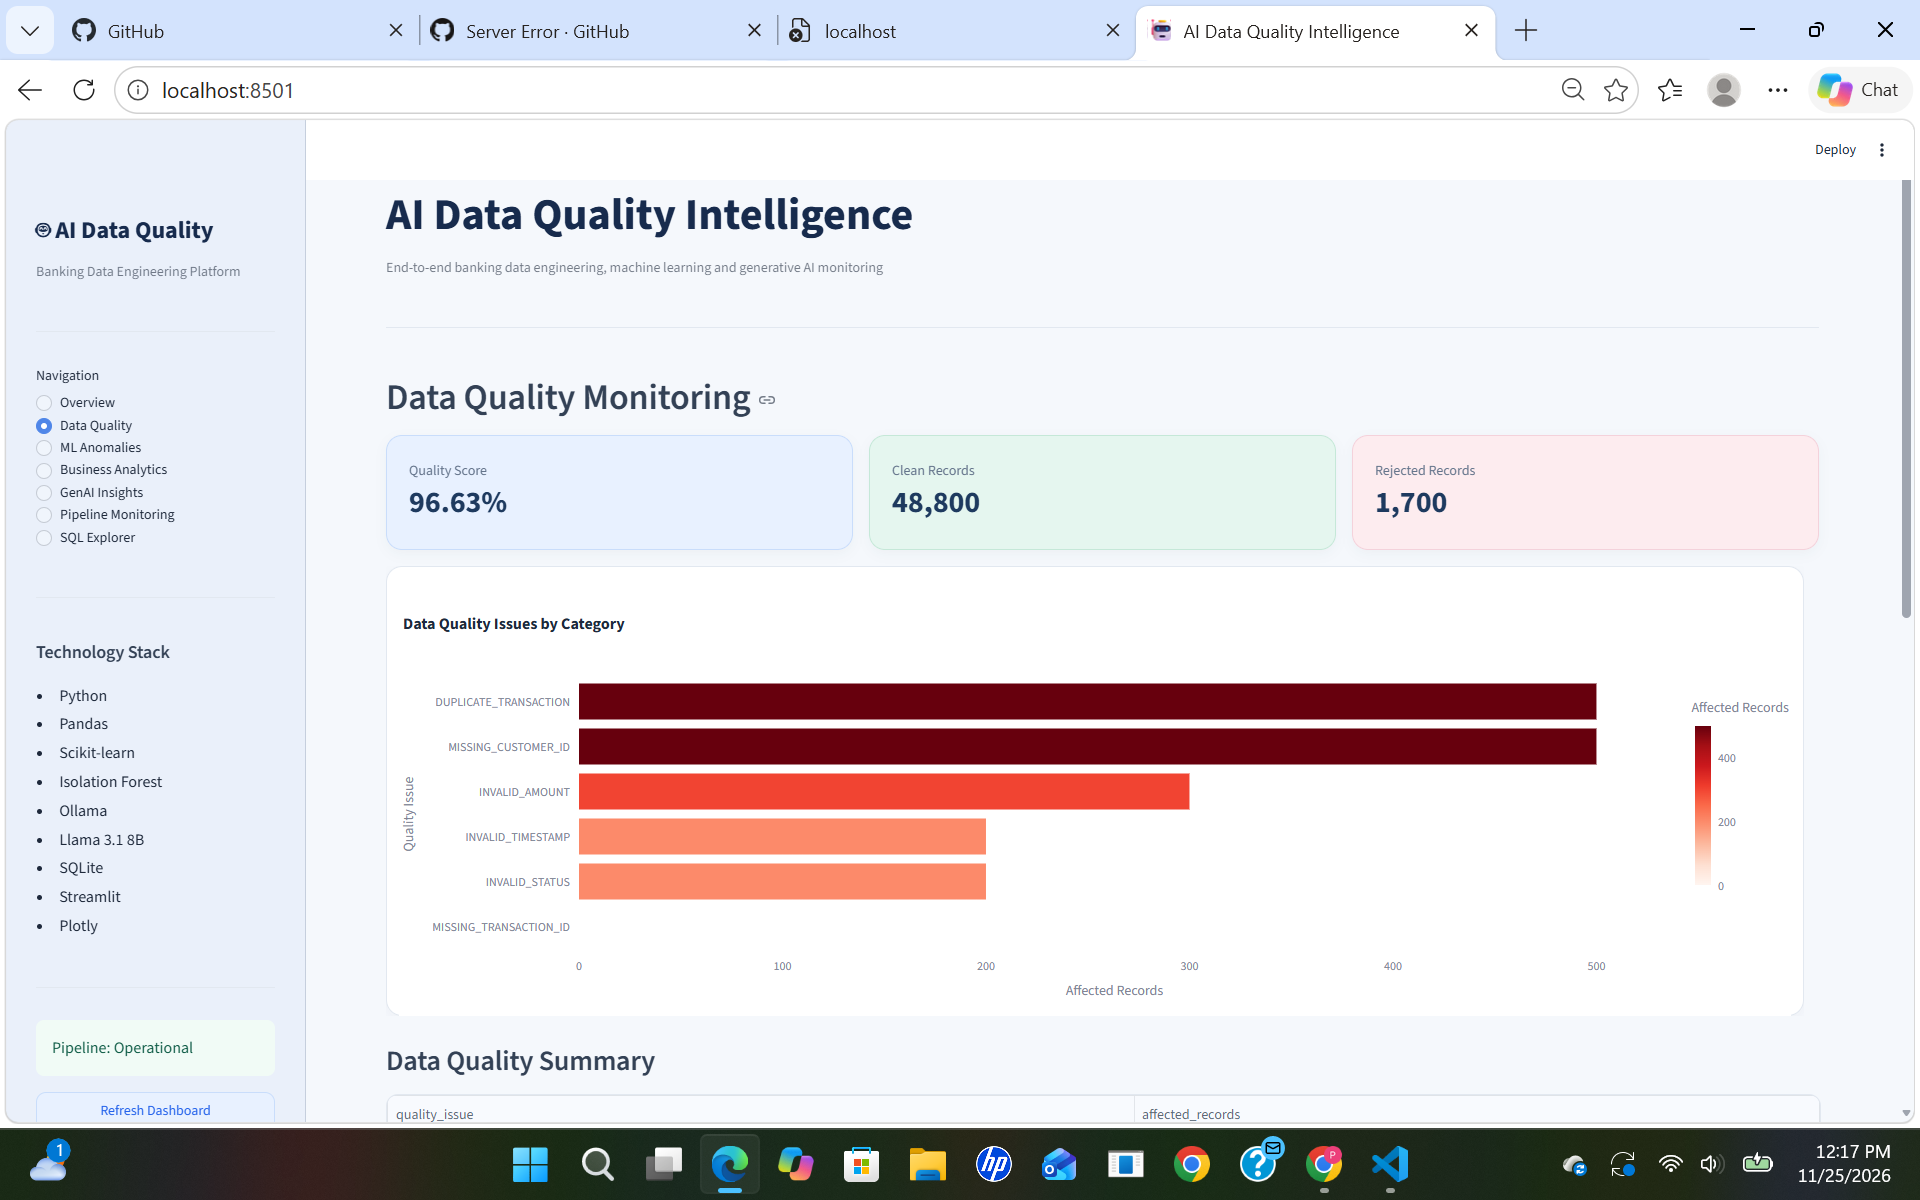 GitHub
Server Error · GitHub
localhost
AI Data Quality Intelligence
localhost:8501
Chat
Deploy
AI Data Quality
Banking Data Engineering Platform
Navigation
Overview
Data Quality
ML Anomalies
Business Analytics
GenAI Insights
Pipeline Monitoring
SQL Explorer
Technology Stack
Python
Pandas
Scikit-learn
Isolation Forest
Ollama
Llama 3.1 8B
SQLite
Streamlit
Plotly
Pipeline: Operational
Refresh Dashboard
AI Data Quality Intelligence
End-to-end banking data engineering, machine learning and generative AI monitoring
Data Quality Monitoring
Quality Score
96.63%
Clean Records
48,800
Rejected Records
1,700
Data Quality Issues by Category
Quality Issue
DUPLICATE_TRANSACTION
MISSING_CUSTOMER_ID
INVALID_AMOUNT
INVALID_TIMESTAMP
INVALID_STATUS
MISSING_TRANSACTION_ID
0 100 200 300 400 500
Affected Records
Affected Records
400
200
0
Data Quality Summary
quality_issue affected_records
1
hp
P
12:17 PM
11/25/2026